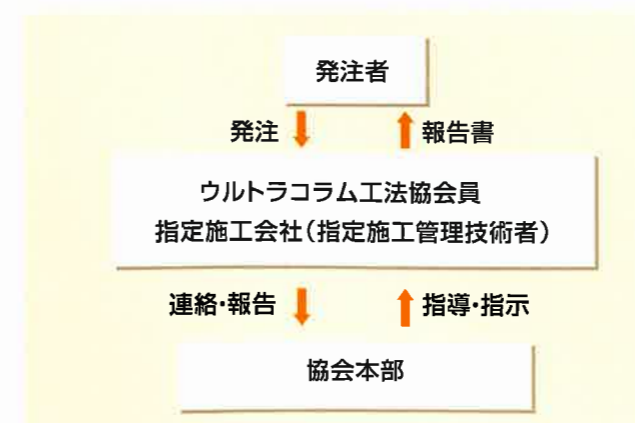 発注者
発注
報告書
ウルトラコラム工法協会員
指定施工会社(指定施工管理技術者)
連絡・報告
指導・指示
協会本部